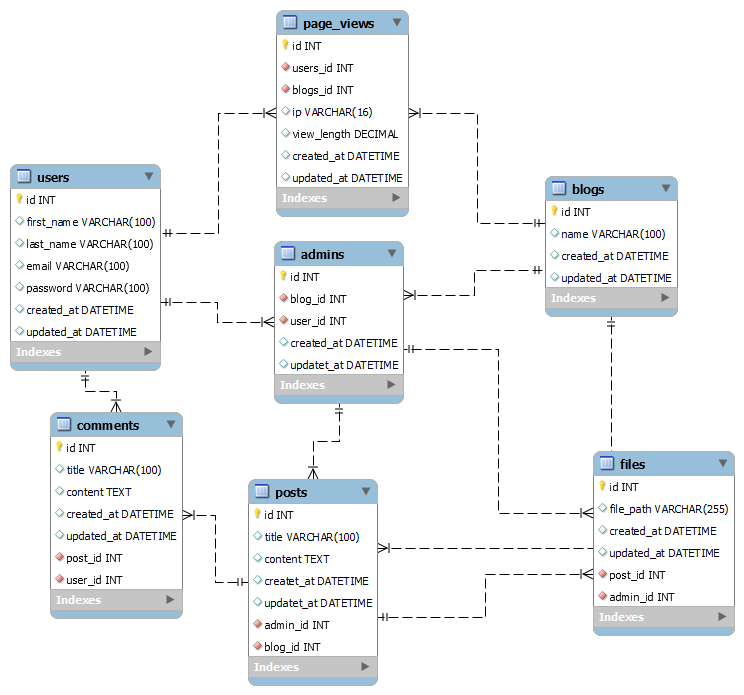 page_views
id INT
users_id INT
blogs_id INT
ip VARCHAR(16)
view_length DECIMAL
created_at DATETIME
updated_at DATETIME
Indexes
users
id INT
first_name VARCHAR(100)
last_name VARCHAR(100)
email VARCHAR(100)
password VARCHAR(100)
created_at DATETIME
updated_at DATETIME
Indexes
blogs
id INT
name VARCHAR(100)
created_at DATETIME
updated_at DATETIME
Indexes
admins
id INT
blog_id INT
user_id INT
created_at DATETIME
updatet_at DATETIME
Indexes
comments
id INT
title VARCHAR(100)
content TEXT
created_at DATETIME
updated_at DATETIME
post_id INT
user_id INT
Indexes
posts
id INT
title VARCHAR(100)
content TEXT
createt_at DATETIME
updatet_at DATETIME
admin_id INT
blog_id INT
Indexes
files
id INT
file_path VARCHAR(255)
created_at DATETIME
updated_at DATETIME
post_id INT
admin_id INT
Indexes